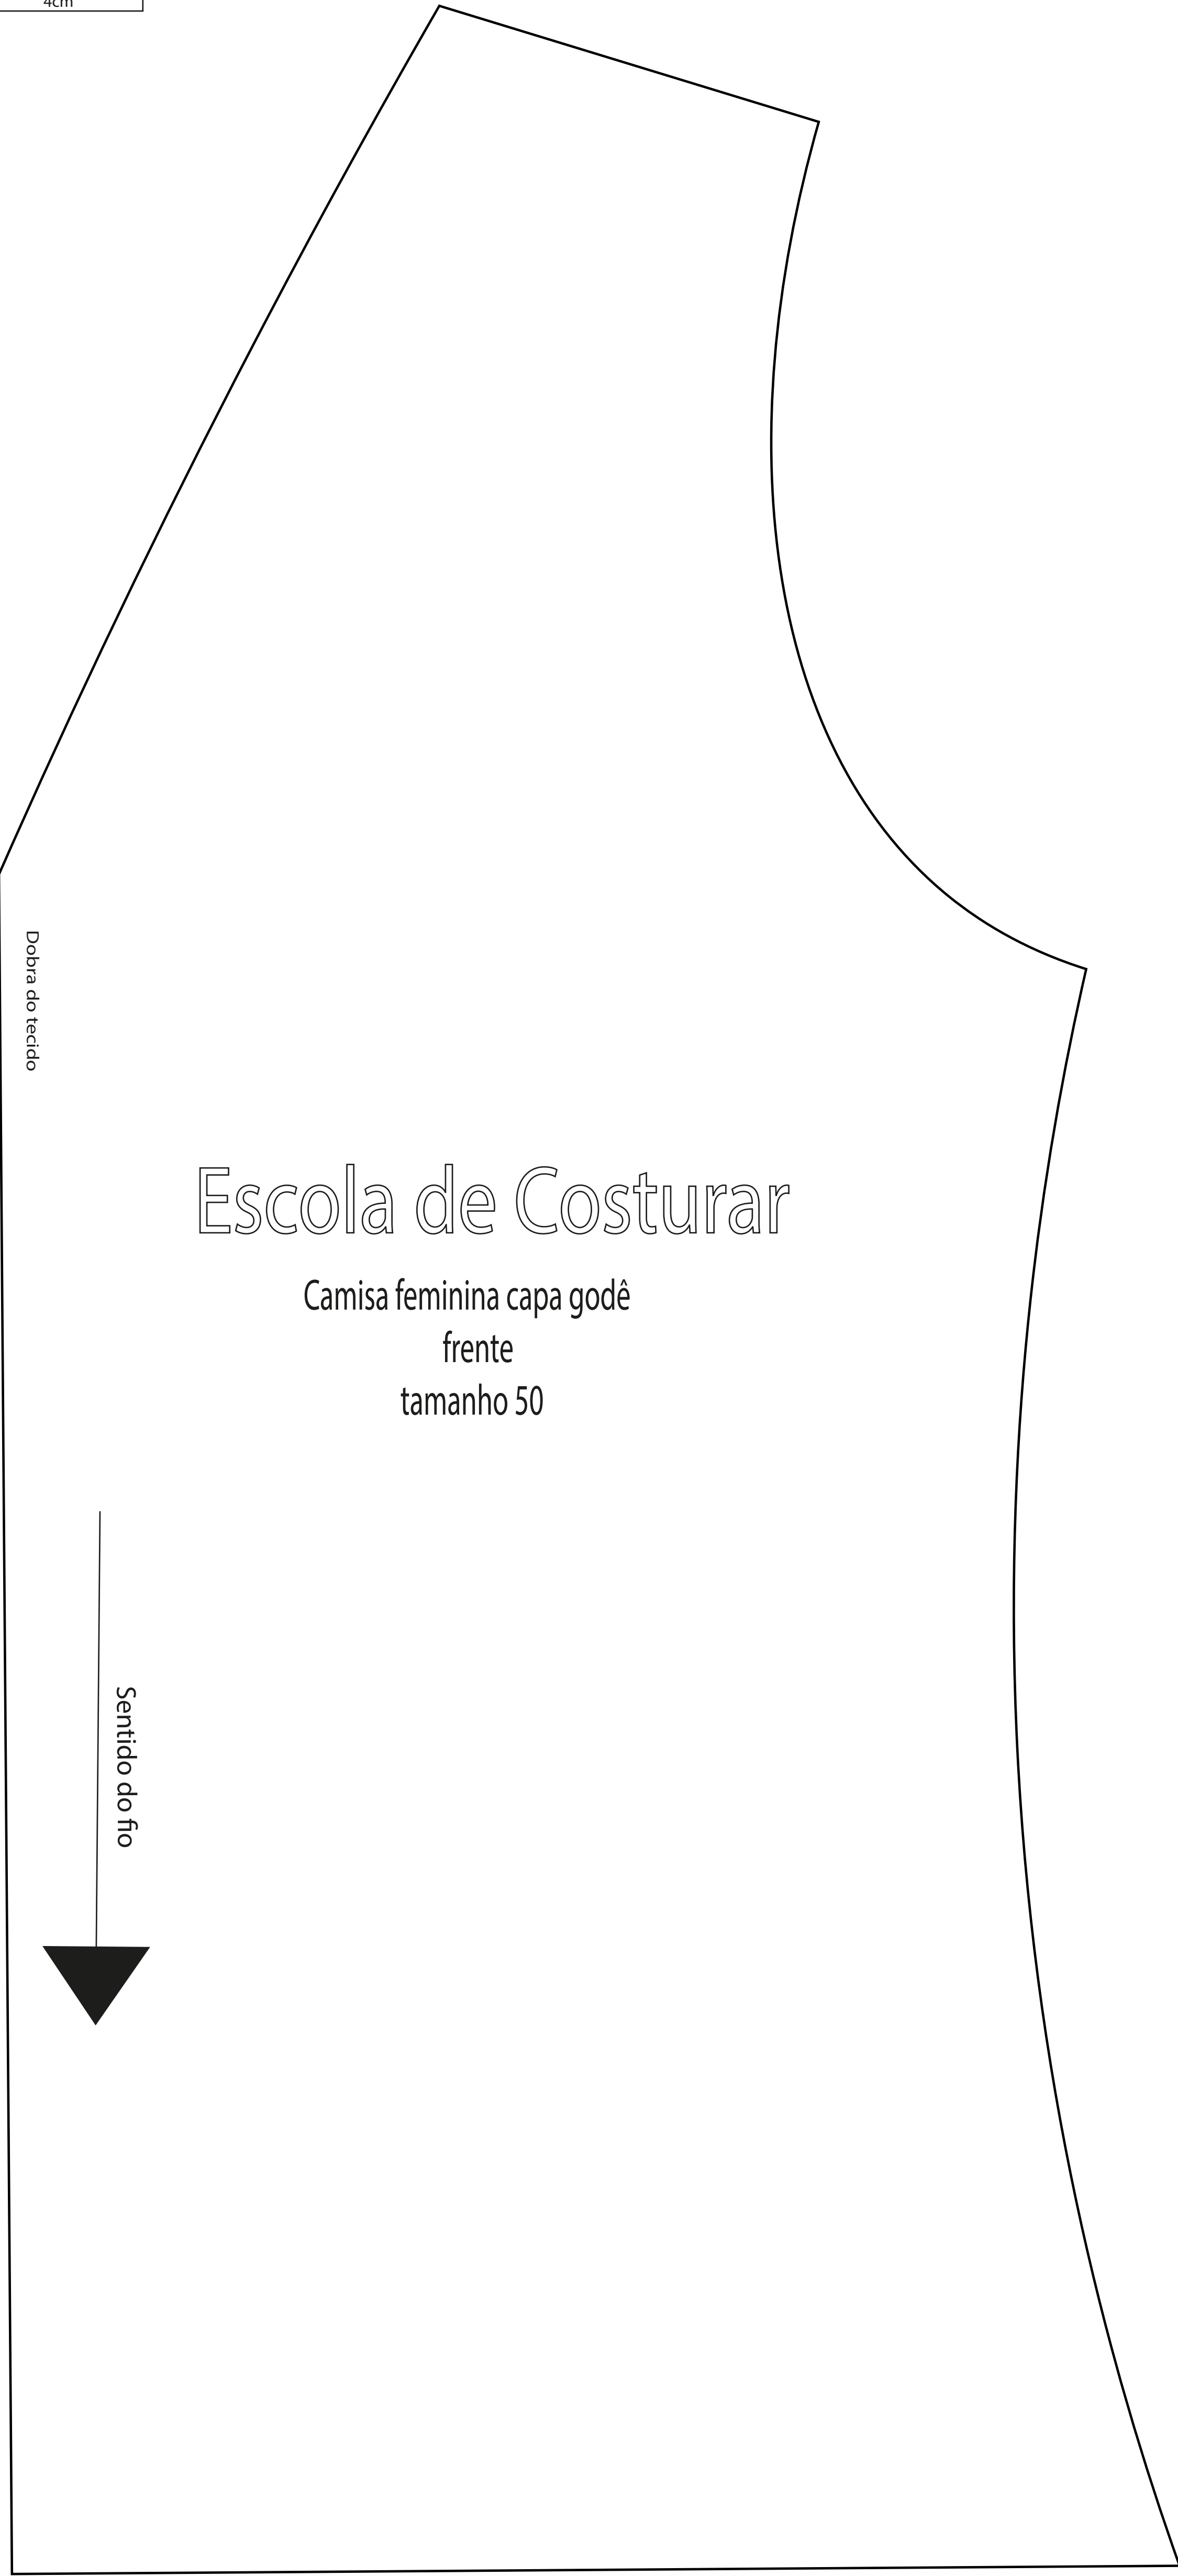 4cm
Dobra do tecido
Escola de Costurar
Camisa feminina capa godê
frente
tamanho 50
Sentido do fio